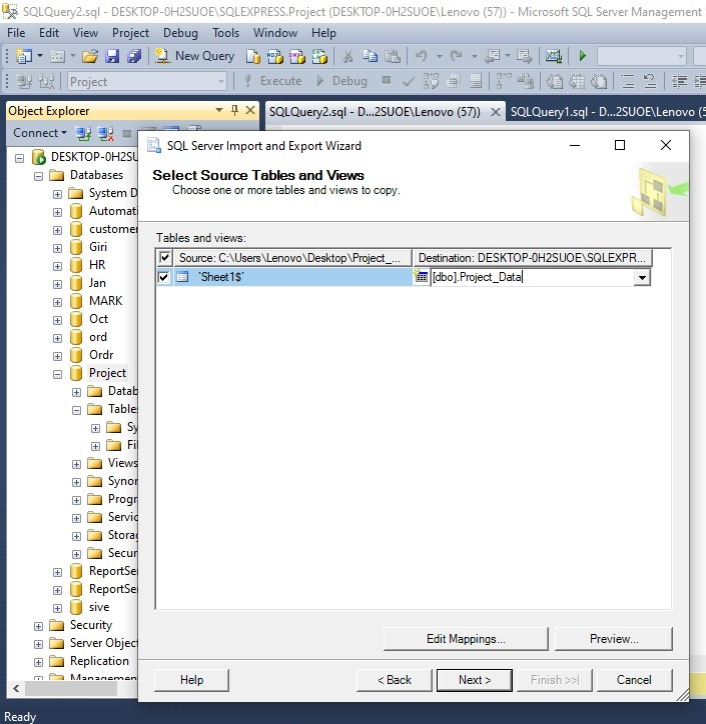 SQLQuery2.sql - DESKTOP-0H2SUOE\SQLEXPRESS.Project (DESKTOP-0H2SUOE\Lenovo (57)) - Microsoft SQL Server Management
File Edit View Project Debug Tools Window Help
New Query
Project Execute Debug
Object Explorer
SQLQuery2.sql - D...2SUOE\Lenovo (57)) SQLQuery1.sql - D...2SUOE\Lenovo (5
Connect
DESKTOP-0H2SU
Databases
System D
Automat
customer
Giri
HR
Jan
MARK
Oct
ord
Ordr
Project
Datab
Tables
Sy
Fi
Views
Synor
Progr
Servic
Storag
Secur
ReportSe
ReportSe
sive
Security
Server Object
Replication
Management
SQL Server Import and Export Wizard
Select Source Tables and Views
Choose one or more tables and views to copy.
Tables and views:
Source: C:\Users\Lenovo\Desktop\Project_... Destination: DESKTOP-0H2SUOE\SQLEXPR...
`Sheet1$` [dbo].Project_Data
Edit Mappings... Preview...
Help < Back Next > Finish >>| Cancel
Ready